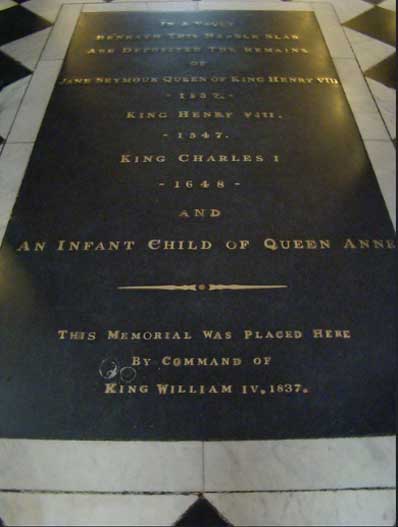 IN A VAULT
BENEATH THIS MARBLE SLAB
ARE DEPOSITED THE REMAINS
OF
JANE SEYMOUR QUEEN OF KING HENRY VIII
- 1537. -
KING HENRY VIII.
- 1547.
KING CHARLES I
- 1648 -
AND
AN INFANT CHILD OF QUEEN ANNE
THIS MEMORIAL WAS PLACED HERE
BY COMMAND OF
KING WILLIAM IV. 1837.